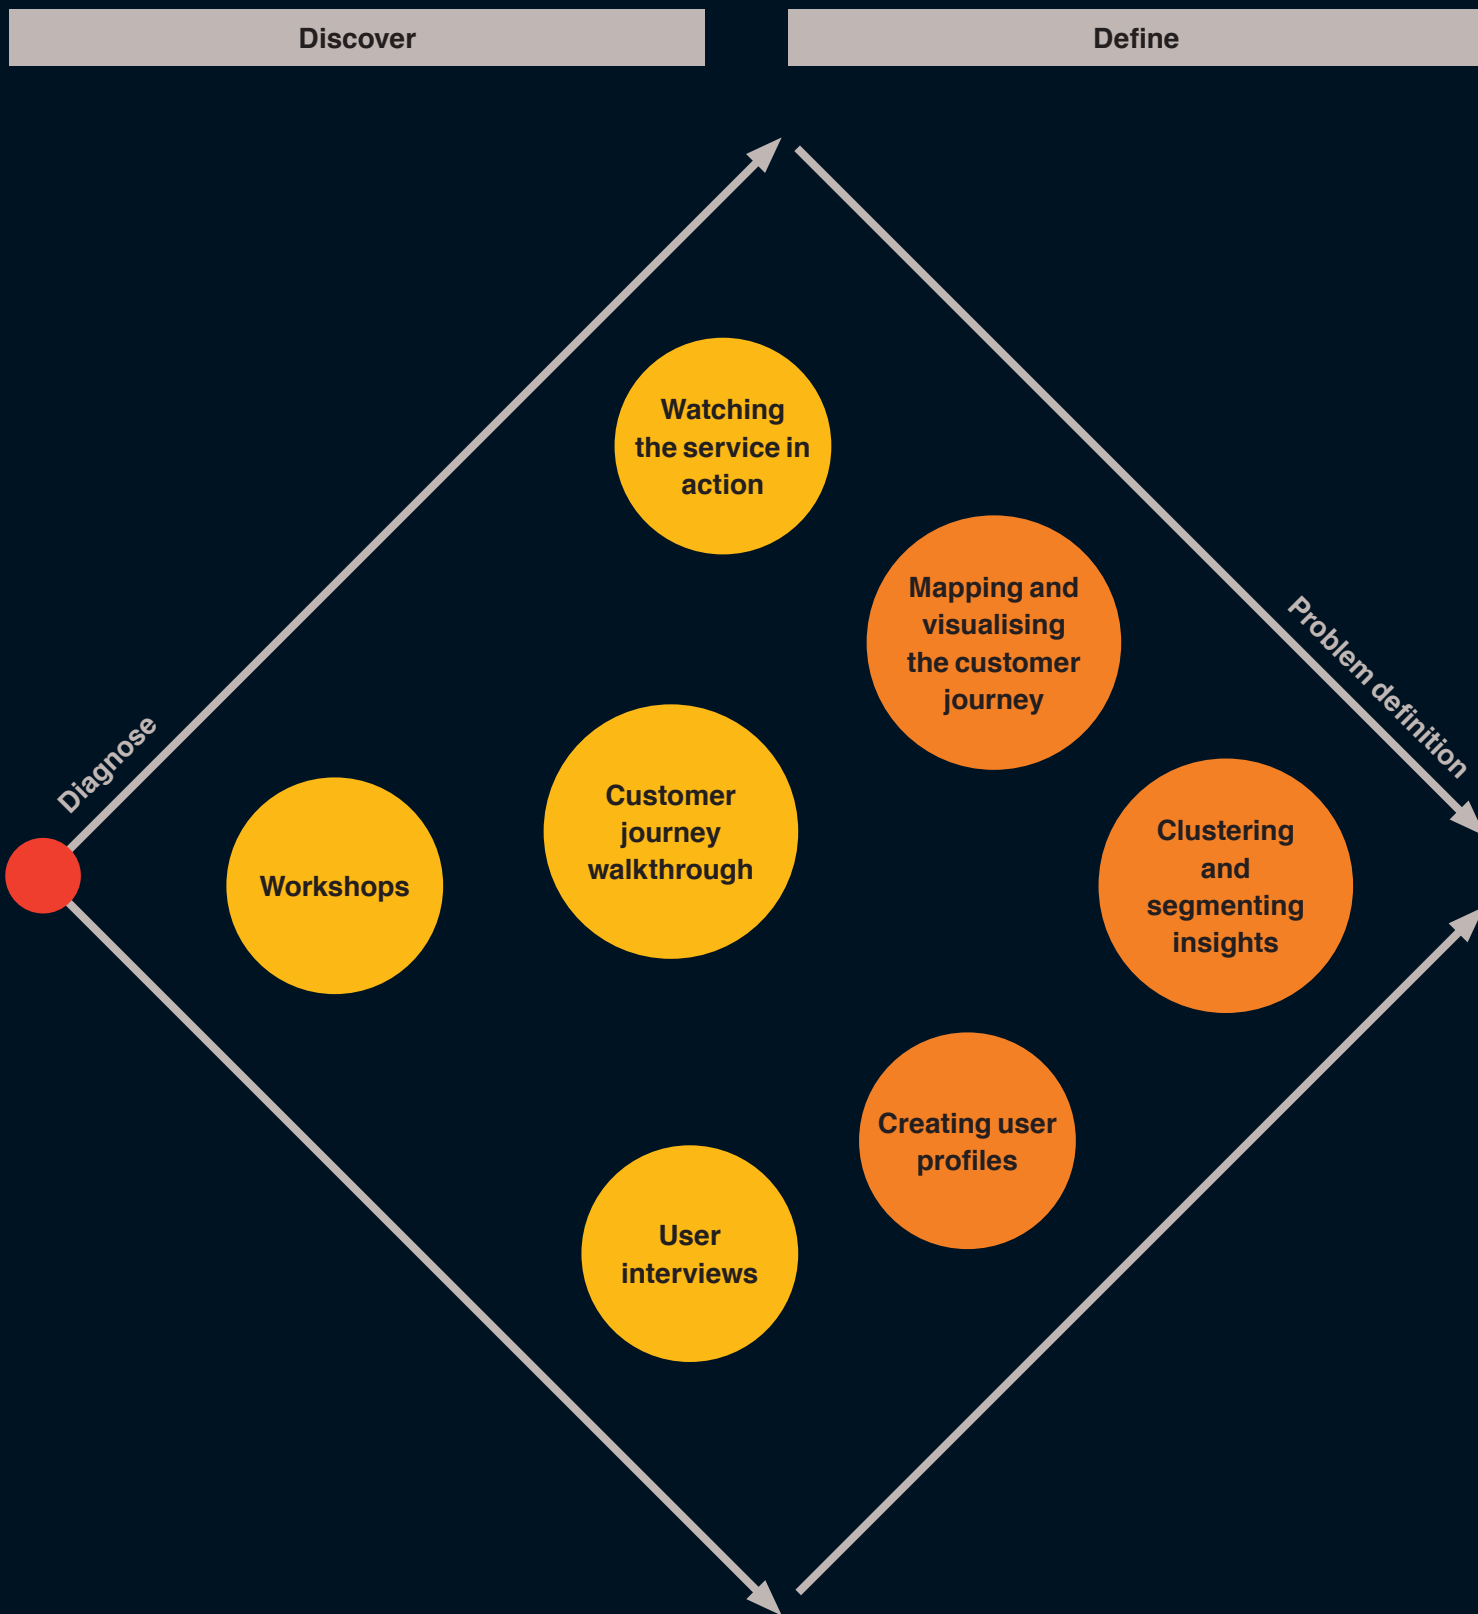 Discover
Define
Diagnose
Workshops
Watching
the service in
action
Customer
journey
walkthrough
User
interviews
Mapping and
visualising
the customer
journey
Creating user
profiles
Clustering
and
segmenting
insights
Problem definition